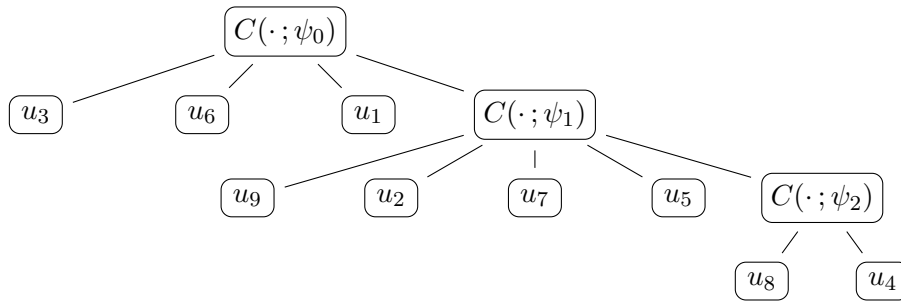 C(· ; ψ₀)
u₃ u₆ u₁ C(· ; ψ₁)
u₉ u₂ u₇ u₅ C(· ; ψ₂)
u₈ u₄